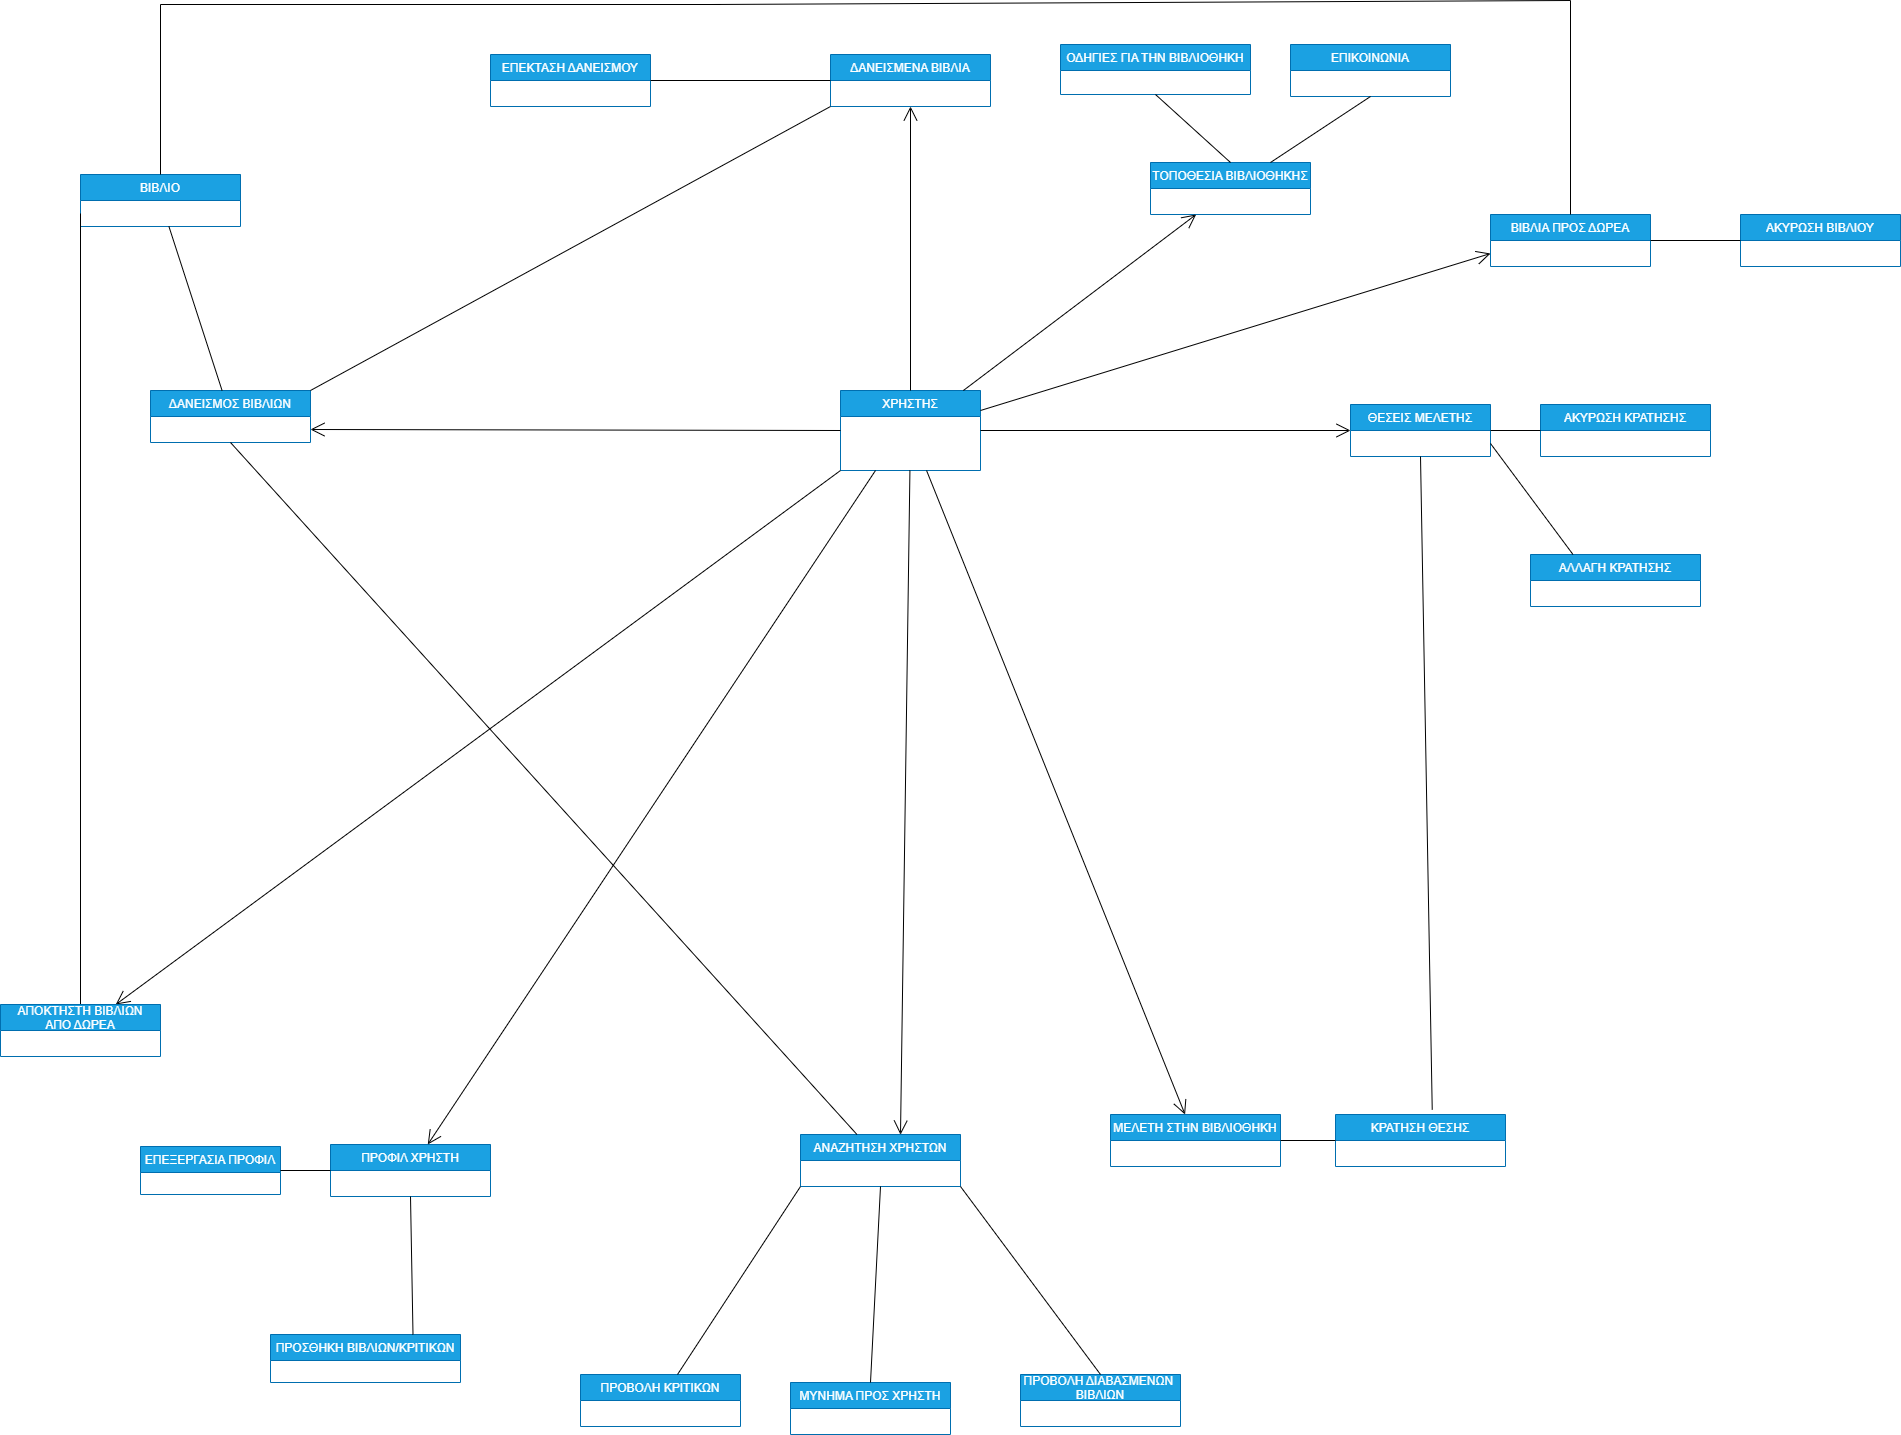 ΟΔΗΓΙΕΣ ΓΙΑ ΤΗΝ ΒΙΒΛΙΟΘΗΚΗ
ΕΠΙΚΟΙΝΩΝΙΑ
ΕΠΕΚΤΑΣΗ ΔΑΝΕΙΣΜΟΥ
ΔΑΝΕΙΣΜΕΝΑ ΒΙΒΛΙΑ
ΤΟΠΟΘΕΣΙΑ ΒΙΒΛΙΟΘΗΚΗΣ
ΒΙΒΛΙΟ
ΒΙΒΛΙΑ ΠΡΟΣ ΔΩΡΕΑ
ΑΚΥΡΩΣΗ ΒΙΒΛΙΟΥ
ΔΑΝΕΙΣΜΟΣ ΒΙΒΛΙΩΝ
ΧΡΗΣΤΗΣ
ΘΕΣΕΙΣ ΜΕΛΕΤΗΣ
ΑΚΥΡΩΣΗ ΚΡΑΤΗΣΗΣ
ΑΛΛΑΓΗ ΚΡΑΤΗΣΗΣ
ΑΠΟΚΤΗΣΤΗ ΒΙΒΛΙΩΝ
ΑΠΟ ΔΩΡΕΑ
ΜΕΛΕΤΗ ΣΤΗΝ ΒΙΒΛΙΟΘΗΚΗ
ΚΡΑΤΗΣΗ ΘΕΣΗΣ
ΕΠΕΞΕΡΓΑΣΙΑ ΠΡΟΦΙΛ
ΠΡΟΦΙΛ ΧΡΗΣΤΗ
ΑΝΑΖΗΤΗΣΗ ΧΡΗΣΤΩΝ
ΠΡΟΣΘΗΚΗ ΒΙΒΛΙΩΝ/ΚΡΙΤΙΚΩΝ
ΠΡΟΒΟΛΗ ΚΡΙΤΙΚΩΝ
ΜΥΝΗΜΑ ΠΡΟΣ ΧΡΗΣΤΗ
ΠΡΟΒΟΛΗ ΔΙΑΒΑΣΜΕΝΩΝ
ΒΙΒΛΙΩΝ